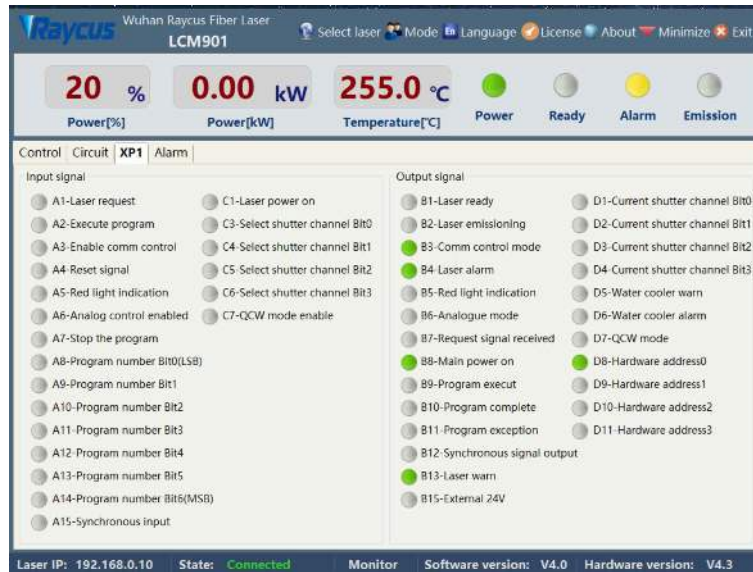 Raycus Wuhan Raycus Fiber Laser
LCM901
Select laser Mode En Language License About Minimize Exit
20 % 0.00 kW 255.0 °C
Power[%] Power[kW] Temperature[℃] Power Ready Alarm Emission
Control Circuit XP1 Alarm
Input signal
A1-Laser request
A2-Execute program
A3-Enable comm control
A4-Reset signal
A5-Red light indication
A6-Analog control enabled
A7-Stop the program
A8-Program number Bit0(LSB)
A9-Program number Bit1
A10-Program number Bit2
A11-Program number Bit3
A12-Program number Bit4
A13-Program number Bit5
A14-Program number Bit6(MSB)
A15-Synchronous input
C1-Laser power on
C3-Select shutter channel Bit0
C4-Select shutter channel Bit1
C5-Select shutter channel Bit2
C6-Select shutter channel Bit3
C7-QCW mode enable
Output signal
B1-Laser ready
B2-Laser emissioning
B3-Comm control mode
B4-Laser alarm
B5-Red light indication
B6-Analogue mode
B7-Request signal received
B8-Main power on
B9-Program execut
B10-Program complete
B11-Program exception
B12-Synchronous signal output
B13-Laser warn
B15-External 24V
D1-Current shutter channel Bit0
D2-Current shutter channel Bit1
D3-Current shutter channel Bit2
D4-Current shutter channel Bit3
D5-Water cooler warn
D6-Water cooler alarm
D7-QCW mode
D8-Hardware address0
D9-Hardware address1
D10-Hardware address2
D11-Hardware address3
Laser IP: 192.168.0.10 State: Connected Monitor Software version: V4.0 Hardware version: V4.3